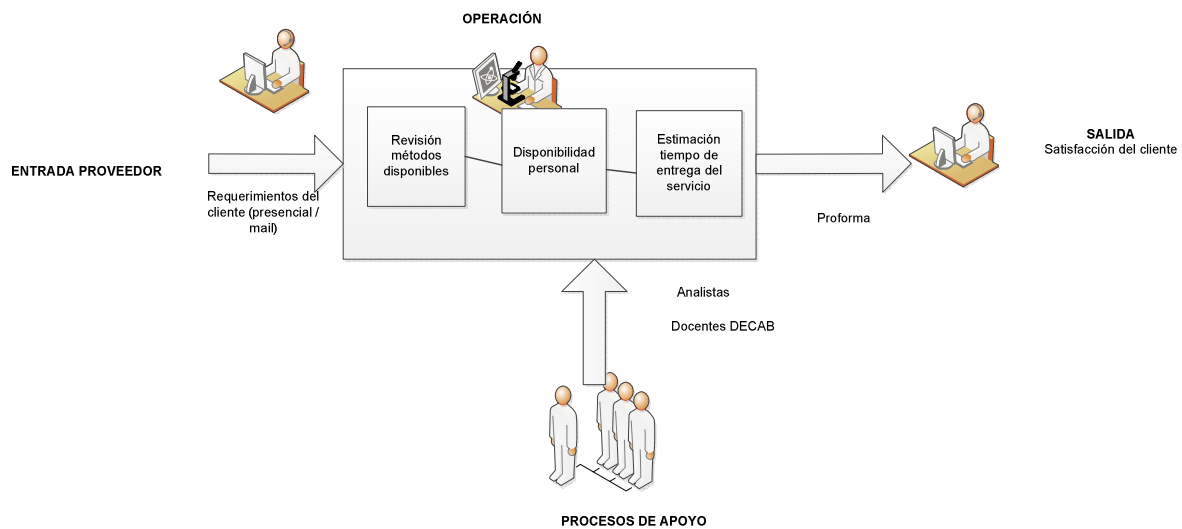 OPERACIÓN
ENTRADA PROVEEDOR
Requerimientos del
cliente (presencial /
mail)
Revisión
métodos
disponibles
Disponibilidad
personal
Estimación
tiempo de
entrega del
servicio
Proforma
SALIDA
Satisfacción del cliente
Analistas
Docentes DECAB
PROCESOS DE APOYO